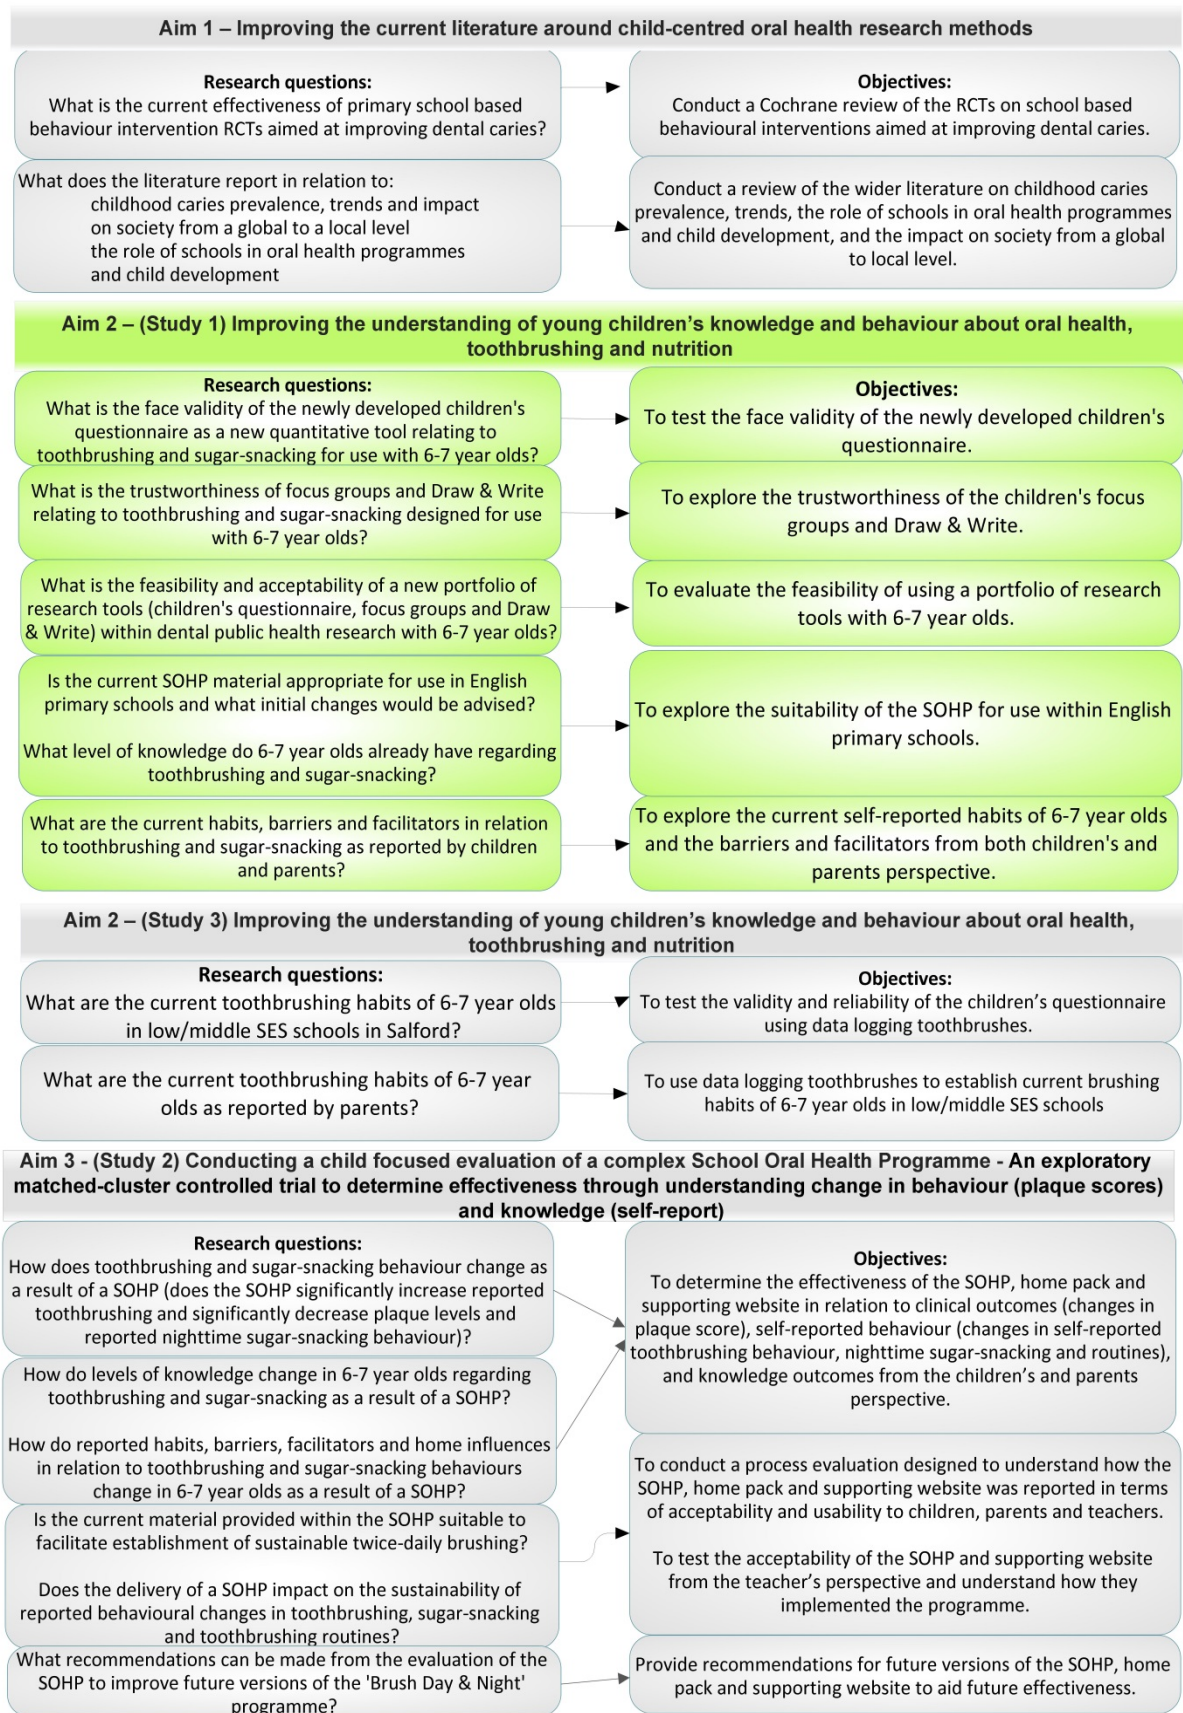 Aim 1 – Improving the current literature around child-centred oral health research methods
Research questions:
What is the current effectiveness of primary school based
behaviour intervention RCTs aimed at improving dental caries?
Objectives:
Conduct a Cochrane review of the RCTs on school based
behavioural interventions aimed at improving dental caries.
What does the literature report in relation to:
childhood caries prevalence, trends and impact
on society from a global to a local level
the role of schools in oral health programmes
and child development
Conduct a review of the wider literature on childhood caries
prevalence, trends, the role of schools in oral health programmes
and child development, and the impact on society from a global
to local level.
Aim 2 – (Study 1) Improving the understanding of young children’s knowledge and behaviour about oral health,
toothbrushing and nutrition
Research questions:
What is the face validity of the newly developed children's
questionnaire as a new quantitative tool relating to
toothbrushing and sugar-snacking for use with 6-7 year olds?
Objectives:
To test the face validity of the newly developed children's
questionnaire.
What is the trustworthiness of focus groups and Draw & Write
relating to toothbrushing and sugar-snacking designed for use
with 6-7 year olds?
To explore the trustworthiness of the children's focus
groups and Draw & Write.
What is the feasibility and acceptability of a new portfolio of
research tools (children's questionnaire, focus groups and Draw
& Write) within dental public health research with 6-7 year olds?
To evaluate the feasibility of using a portfolio of research
tools with 6-7 year olds.
Is the current SOHP material appropriate for use in English
primary schools and what initial changes would be advised?
What level of knowledge do 6-7 year olds already have regarding
toothbrushing and sugar-snacking?
To explore the suitability of the SOHP for use within English
primary schools.
What are the current habits, barriers and facilitators in relation
to toothbrushing and sugar-snacking as reported by children
and parents?
To explore the current self-reported habits of 6-7 year olds
and the barriers and facilitators from both children's and
parents perspective.
Aim 2 – (Study 3) Improving the understanding of young children’s knowledge and behaviour about oral health,
toothbrushing and nutrition
Research questions:
What are the current toothbrushing habits of 6-7 year olds
in low/middle SES schools in Salford?
Objectives:
To test the validity and reliability of the children’s questionnaire
using data logging toothbrushes.
What are the current toothbrushing habits of 6-7 year
olds as reported by parents?
To use data logging toothbrushes to establish current brushing
habits of 6-7 year olds in low/middle SES schools
Aim 3 - (Study 2) Conducting a child focused evaluation of a complex School Oral Health Programme - An exploratory
matched-cluster controlled trial to determine effectiveness through understanding change in behaviour (plaque scores)
and knowledge (self-report)
Research questions:
How does toothbrushing and sugar-snacking behaviour change as
a result of a SOHP (does the SOHP significantly increase reported
toothbrushing and significantly decrease plaque levels and
reported nighttime sugar-snacking behaviour)?
How do levels of knowledge change in 6-7 year olds regarding
toothbrushing and sugar-snacking as a result of a SOHP?
How do reported habits, barriers, facilitators and home influences
in relation to toothbrushing and sugar-snacking behaviours
change in 6-7 year olds as a result of a SOHP?
Objectives:
To determine the effectiveness of the SOHP, home pack and
supporting website in relation to clinical outcomes (changes in
plaque score), self-reported behaviour (changes in self-reported
toothbrushing behaviour, nighttime sugar-snacking and routines),
and knowledge outcomes from the children’s and parents
perspective.
Is the current material provided within the SOHP suitable to
facilitate establishment of sustainable twice-daily brushing?
Does the delivery of a SOHP impact on the sustainability of
reported behavioural changes in toothbrushing, sugar-snacking
and toothbrushing routines?
To conduct a process evaluation designed to understand how the
SOHP, home pack and supporting website was reported in terms
of acceptability and usability to children, parents and teachers.
To test the acceptability of the SOHP and supporting website
from the teacher’s perspective and understand how they
implemented the programme.
What recommendations can be made from the evaluation of the
SOHP to improve future versions of the 'Brush Day & Night'
programme?
Provide recommendations for future versions of the SOHP, home
pack and supporting website to aid future effectiveness.